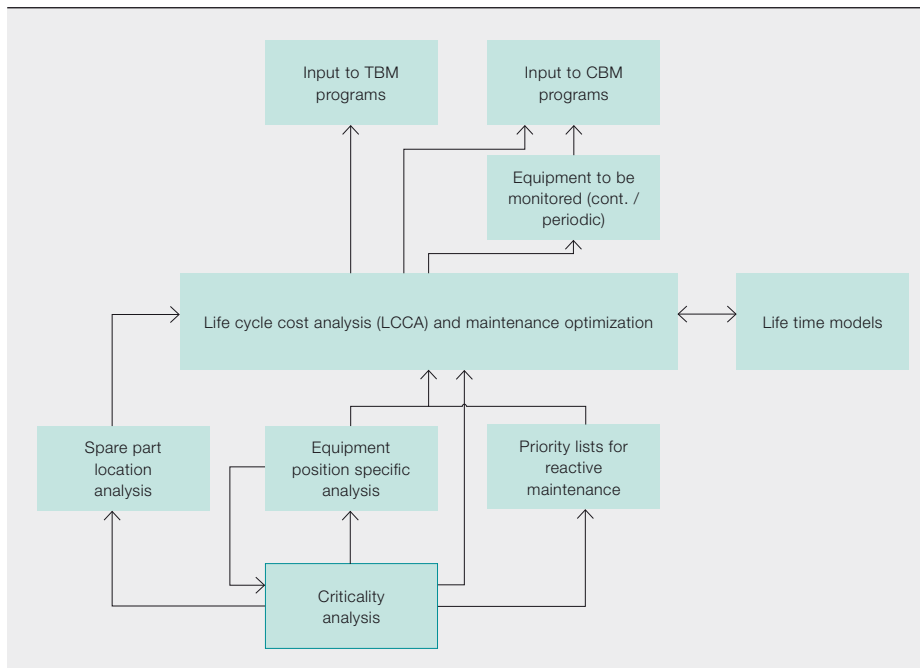 Input to TBM
programs
Input to CBM
programs
Equipment to be
monitored (cont. /
periodic)
Life cycle cost analysis (LCCA) and maintenance optimization
Life time models
Spare part
location
analysis
Equipment
position specific
analysis
Priority lists for
reactive
maintenance
Criticality
analysis